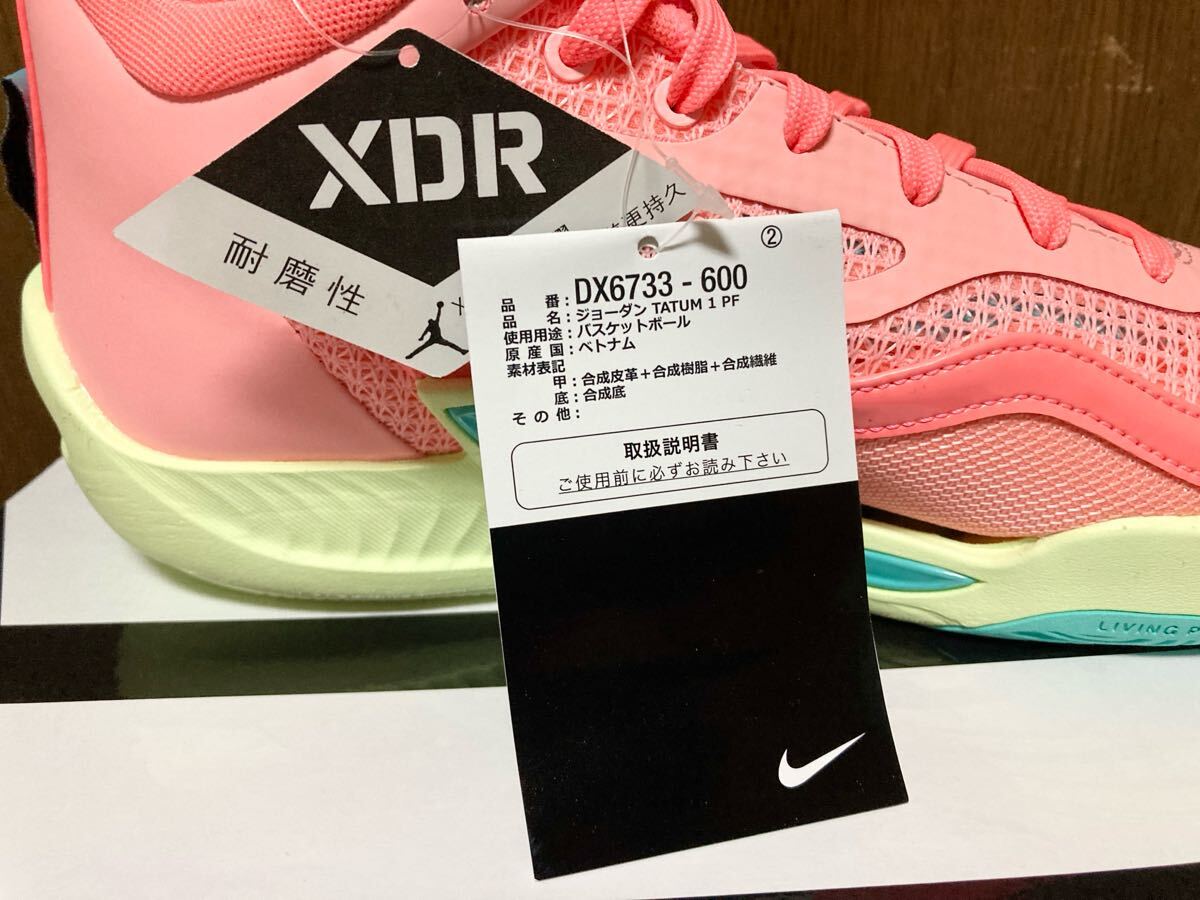 XDR
耐磨性
更持久
②
品 番：DX6733 - 600
品 名：ジョーダン TATUM 1 PF
使用用途：バスケットボール
原 産 国：ベトナム
素材表記
甲：合成皮革＋合成樹脂＋合成繊維
底：合成底
そ の 他：
取扱説明書
ご使用前に必ずお読み下さい
LIVING P